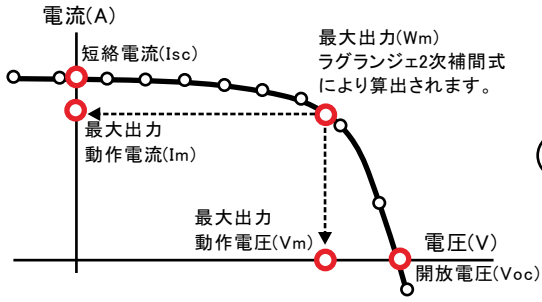 電流(A)
短絡電流(Isc)
最大出力(Wm)
ラグランジェ2次補間式
により算出されます。
最大出力
動作電流(Im)
最大出力
動作電圧(Vm)
電圧(V)
開放電圧(Voc)